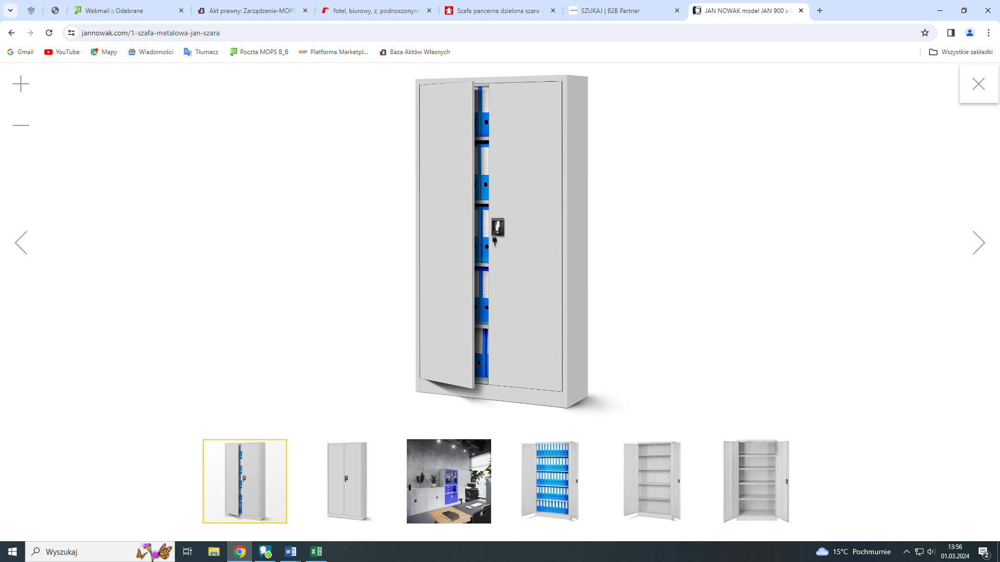 Webmail :: Odebrane
Akt prawny: Zarządzenie-MOPS
fotel, biurowy, z, podnoszonymi
Szafa pancerna dzielona szara -
SZUKAJ | B2B Partner
JAN NOWAK model JAN 900 x 1
jannowak.com/1-szafa-metalowa-jan-szara
Gmail
YouTube
Mapy
Wiadomości
Tłumacz
Poczta MOPS B_B
MP Platforma Marketpl...
Baza Aktów Własnych
Wszystkie zakładki
Wyszukaj
15°C Pochmurnie
13:56
01.03.2024
2